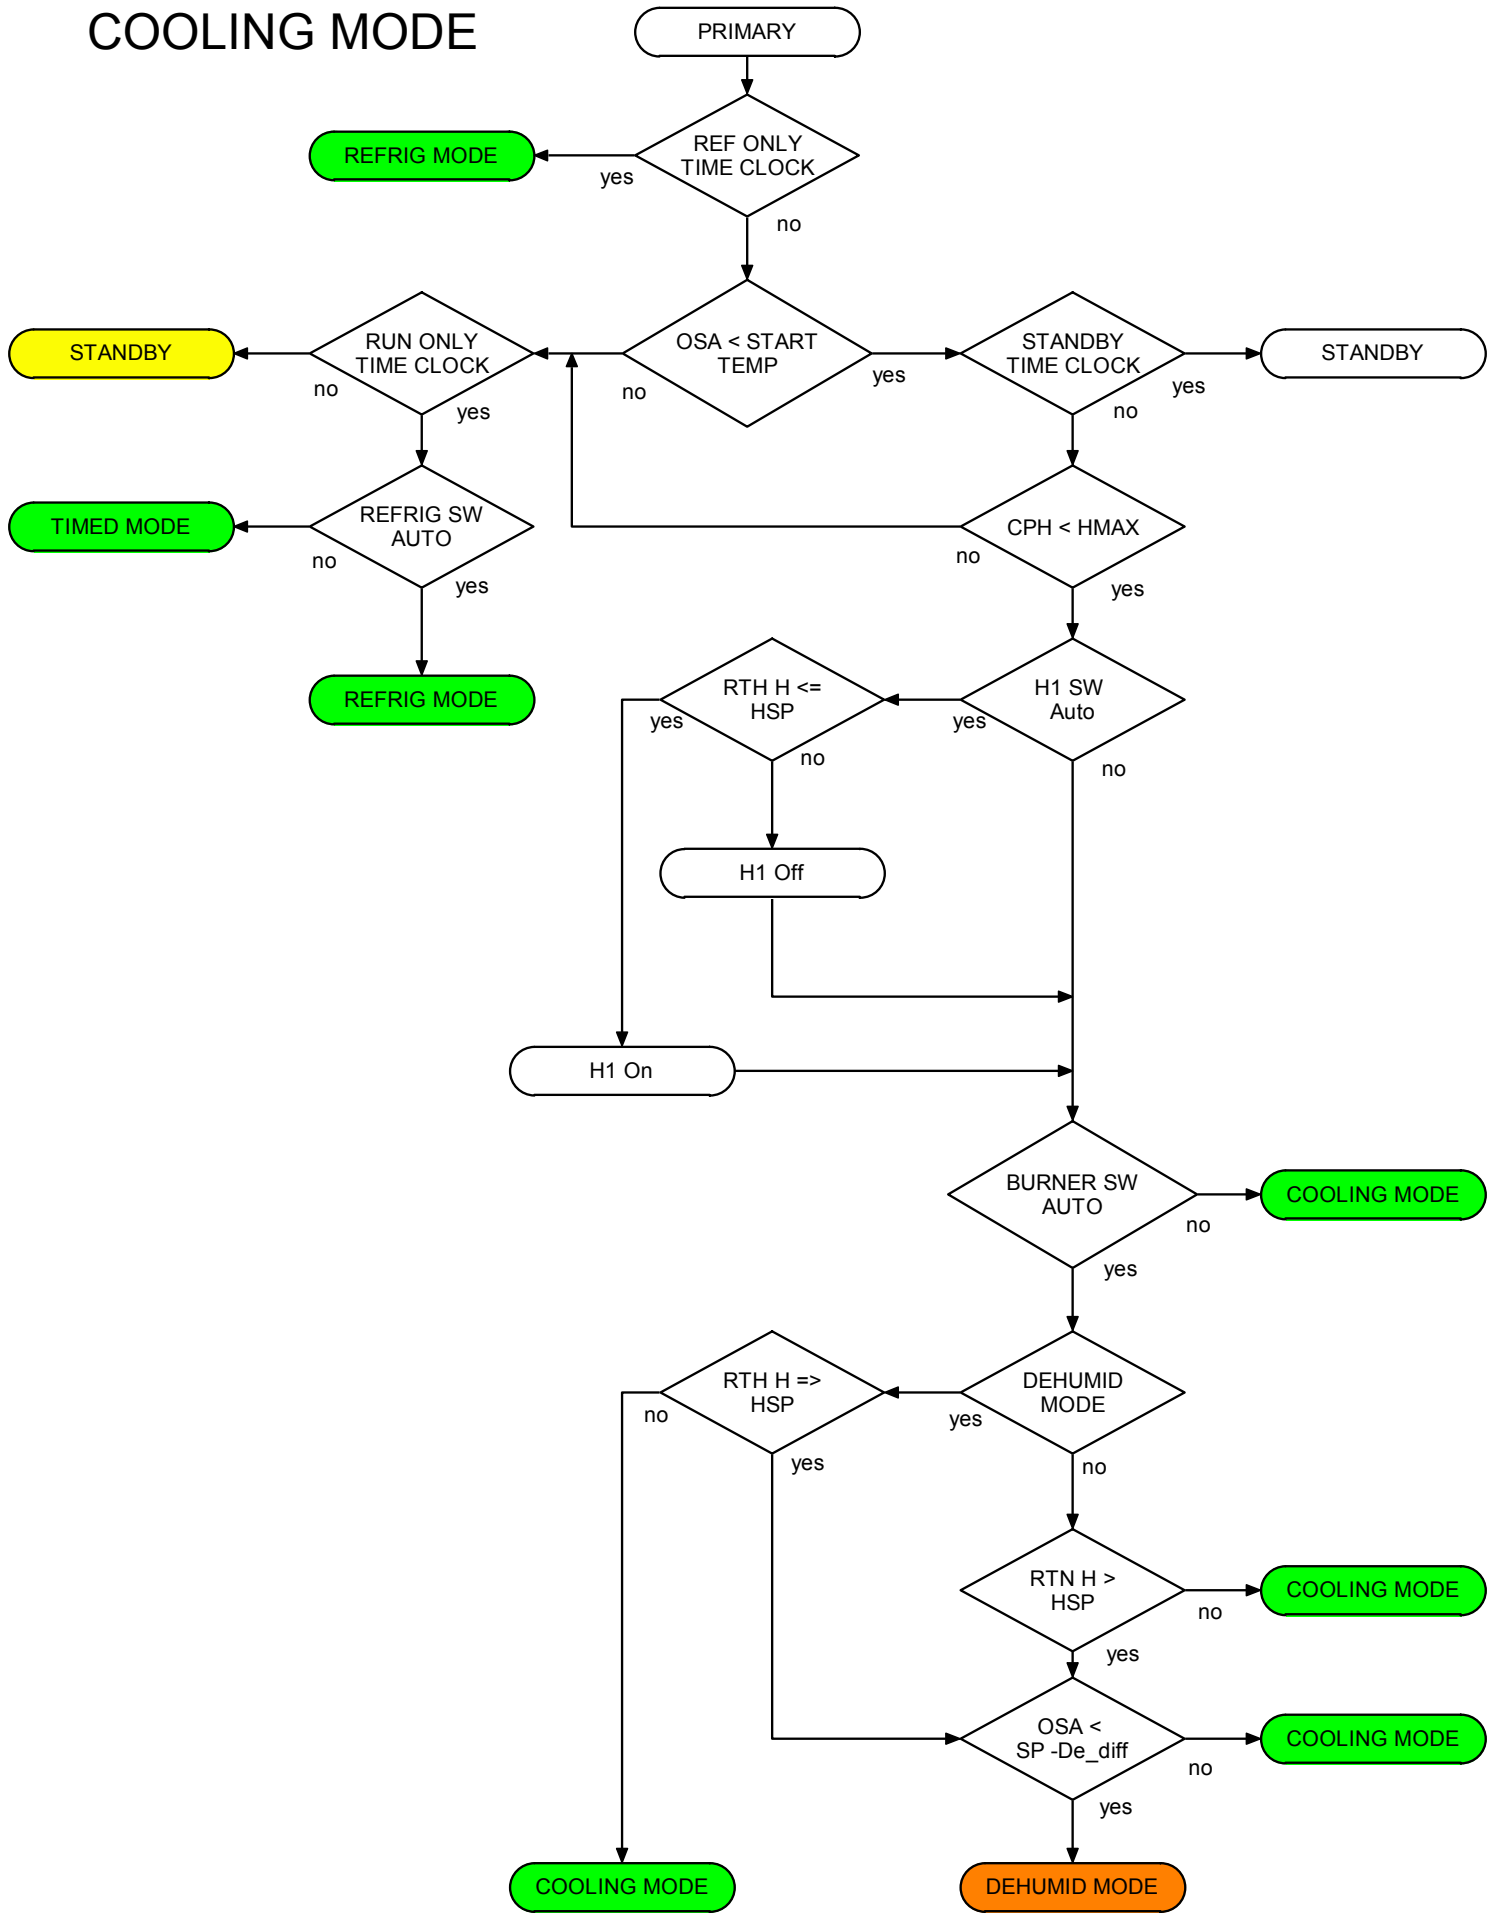 COOLING MODE
PRIMARY
REF ONLY
TIME CLOCK
REFRIG MODE
yes
no
STANDBY
RUN ONLY
TIME CLOCK
OSA < START
TEMP
STANDBY
TIME CLOCK
STANDBY
no
yes
no
yes
no
yes
TIMED MODE
REFRIG SW
AUTO
CPH < HMAX
no
yes
no
yes
REFRIG MODE
RTH H <=
HSP
H1 SW
Auto
yes
no
yes
no
H1 Off
H1 On
BURNER SW
AUTO
COOLING MODE
no
yes
RTH H =>
HSP
DEHUMID
MODE
no
yes
yes
no
RTN H >
HSP
COOLING MODE
no
yes
OSA <
SP -De_diff
COOLING MODE
no
yes
COOLING MODE
DEHUMID MODE